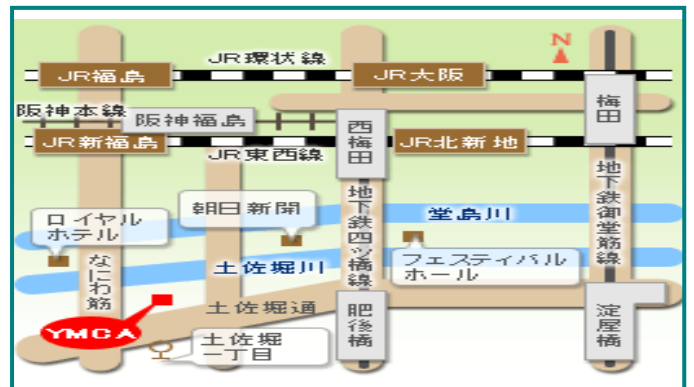 JR環状線
N
JR福島
JR大阪
梅田
阪神本線
阪神福島
西梅田
JR新福島
JR北新地
JR東西線
地下鉄四ツ橋線
地下鉄御堂筋線
朝日新聞
堂島川
ロイヤル
ホテル
なにわ筋
土佐堀川
フェスティバル
ホール
土佐堀通
肥後橋
淀屋橋
YMCA
土佐堀
一丁目